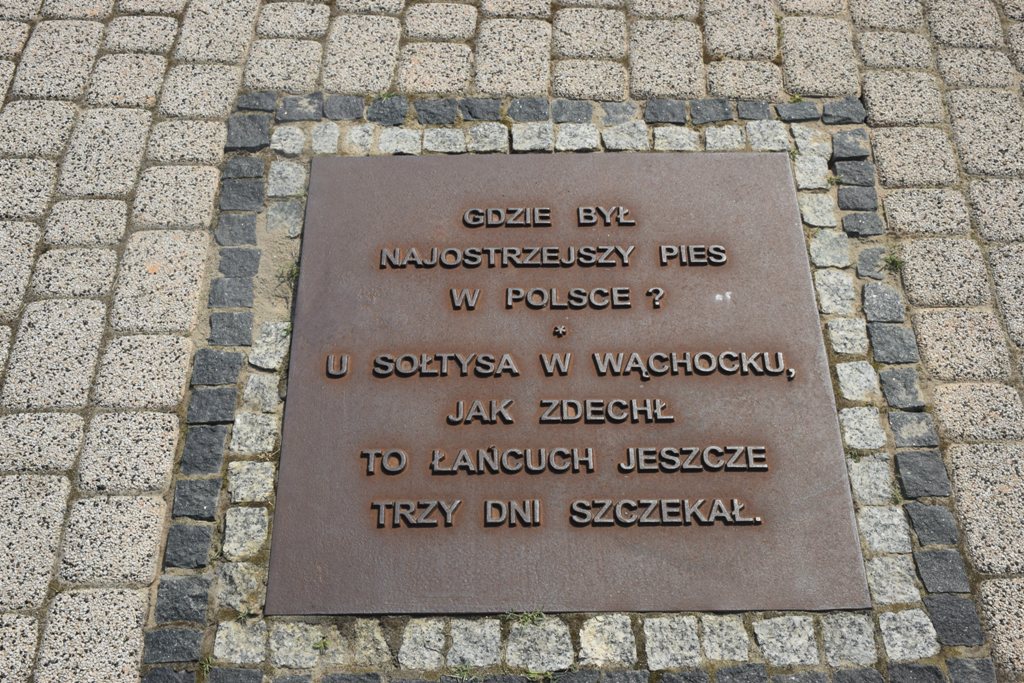 GDZIE BYŁ
NAJOSTRZEJSZY PIES
W POLSCE ?
*
U SOŁTYSA W WĄCHOCKU,
JAK ZDECHŁ
TO ŁAŃCUCH JESZCZE
TRZY DNI SZCZEKAŁ.